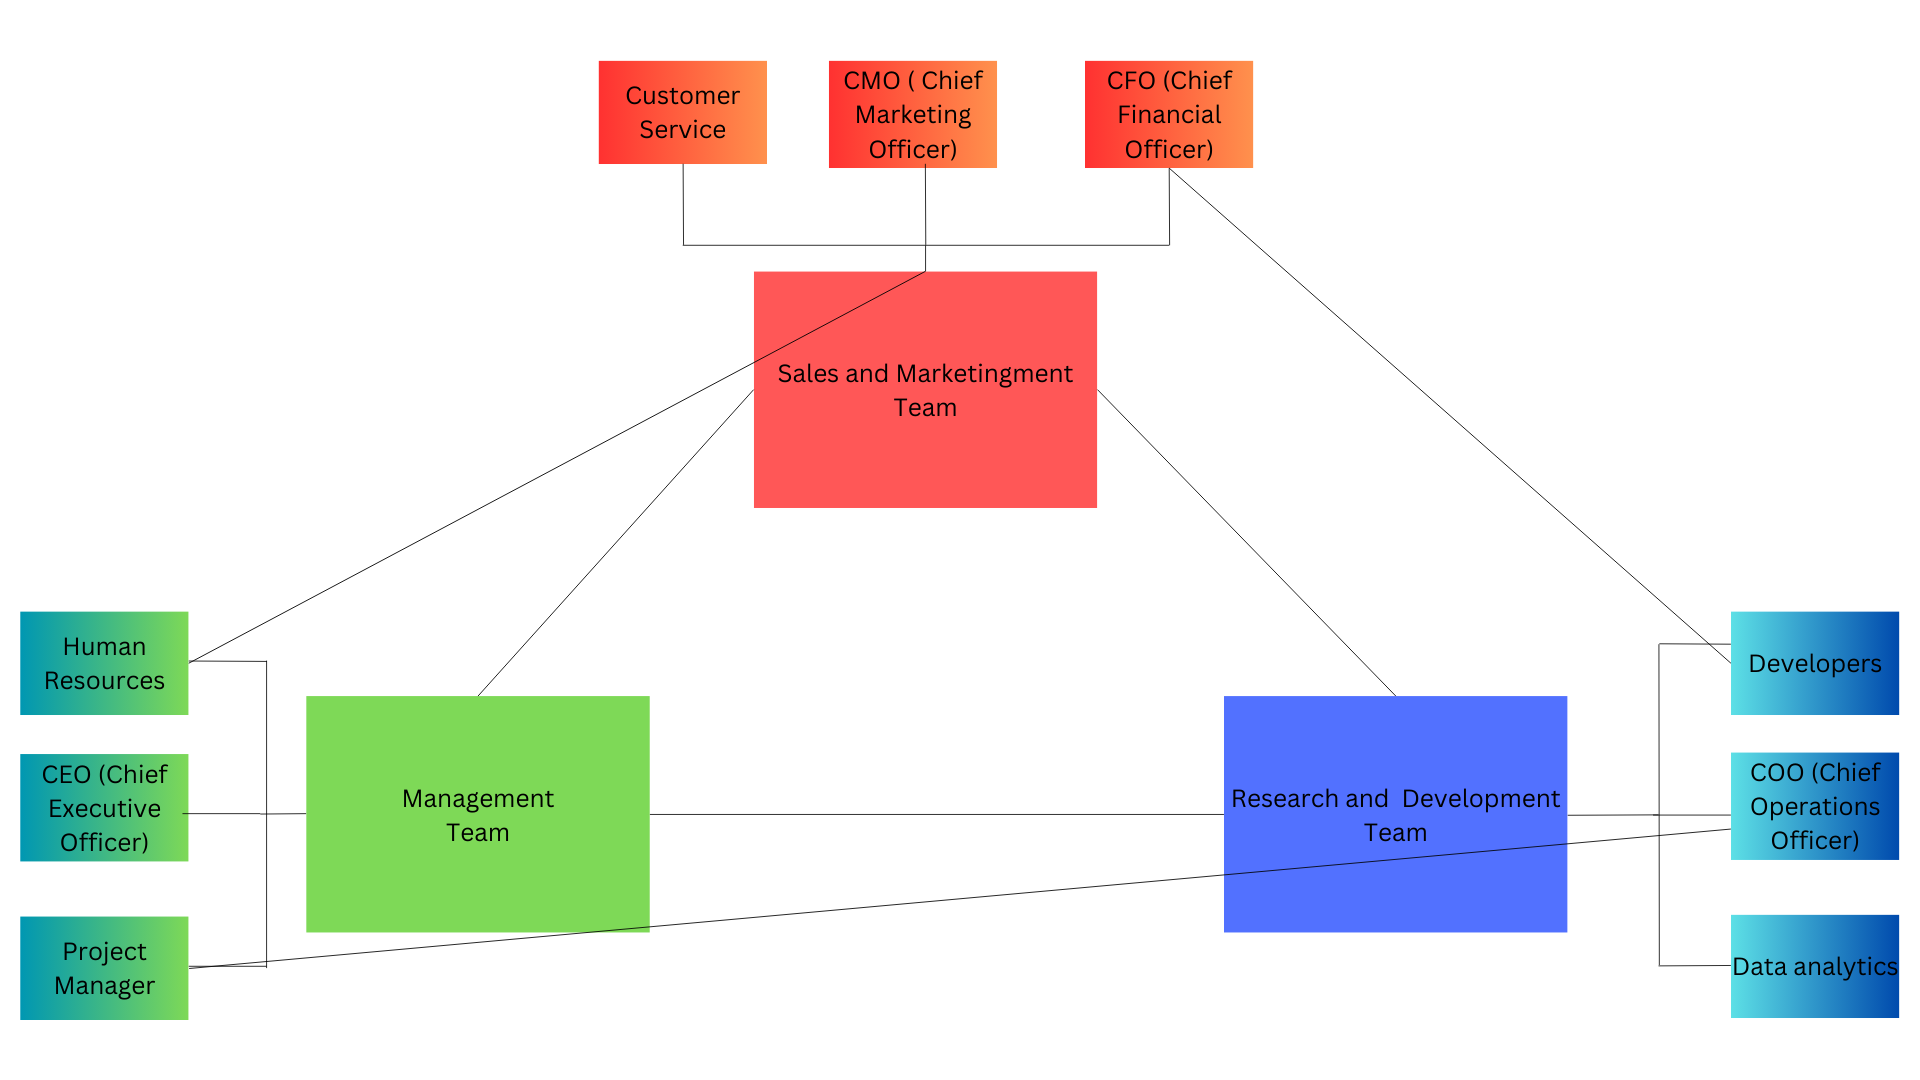 Customer
Service
CMO ( Chief
Marketing
Officer)
CFO (Chief
Financial
Officer)
Sales and Marketingment
Team
Human
Resources
CEO (Chief
Executive
Officer)
Project
Manager
Management
Team
Research and  Development
Team
Developers
COO (Chief
Operations
Officer)
Data analytics